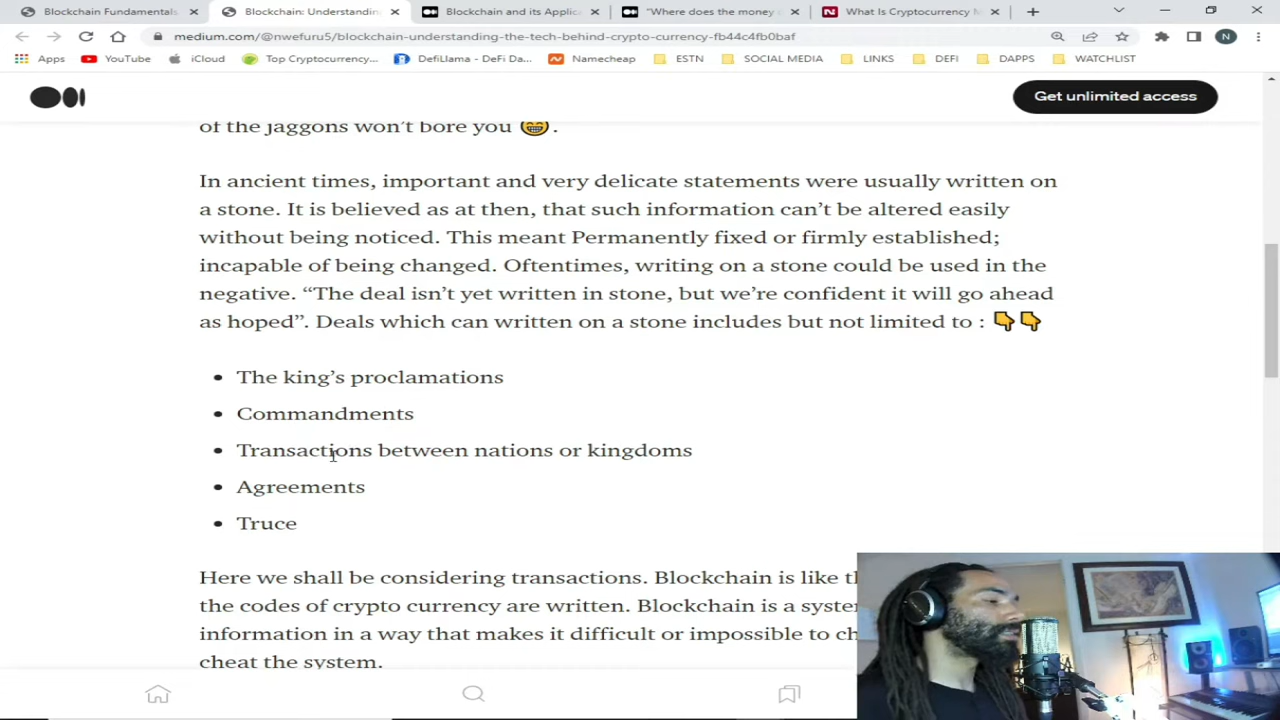 Blockchain Fundamentals.
Blockchain: Understandin
Blockchain and its Applic
"Where does the money
What Is Cryptocurrency
medium.com/@nwefuru5/blockchain-understanding-the-tech-behind-crypto-currency-fb44c4fb0baf
N
Apps
YouTube
iCloud
Top Cryptocurrency...
DefiLlama - DeFi Da...
Namecheap
ESTN
SOCIAL MEDIA
LINKS
DEFI
DAPPS
WATCHLIST
Get unlimited access
of the jaggons won't bore you 😁.
In ancient times, important and very delicate statements were usually written on
a stone. It is believed as at then, that such information can't be altered easily
without being noticed. This meant Permanently fixed or firmly established;
incapable of being changed. Oftentimes, writing on a stone could be used in the
negative. “The deal isn't yet written in stone, but we're confident it will go ahead
as hoped”. Deals which can written on a stone includes but not limited to : 👇👇
• The king's proclamations
• Commandments
• Transactions between nations or kingdoms
• Agreements
• Truce
Here we shall be considering transactions. Blockchain is like
the codes of crypto currency are written. Blockchain is a
information in a way that makes it difficult or impossible to
cheat the system.